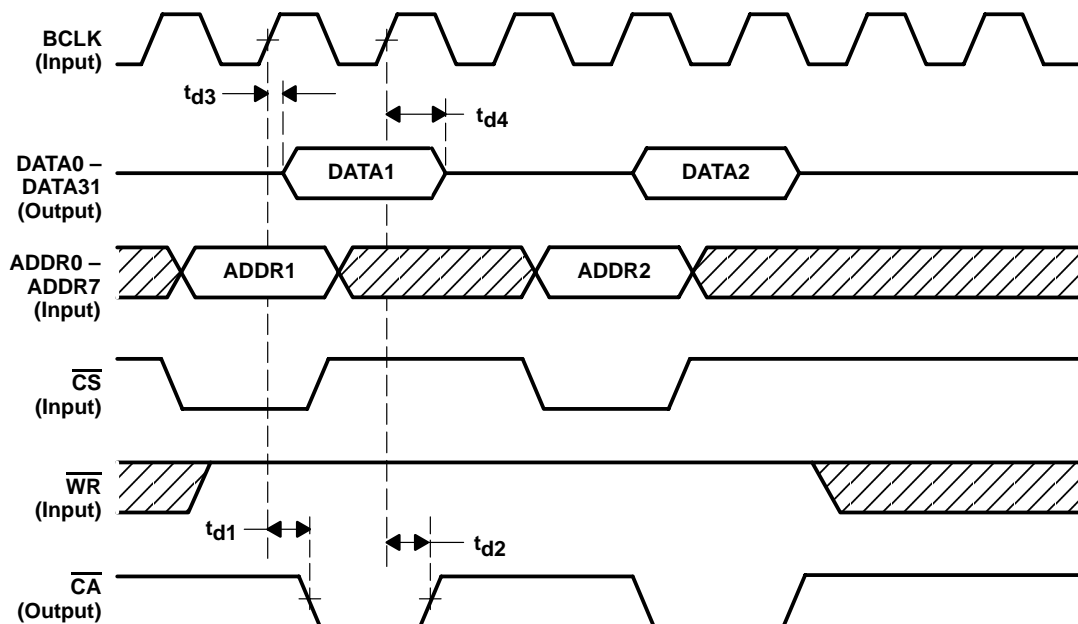 BCLK
(Input)
td3
td4
DATA0 –
DATA31
(Output)
DATA1
DATA2
ADDR0 –
ADDR7
(Input)
ADDR1
ADDR2
CS
(Input)
WR
(Input)
td1
td2
CA
(Output)